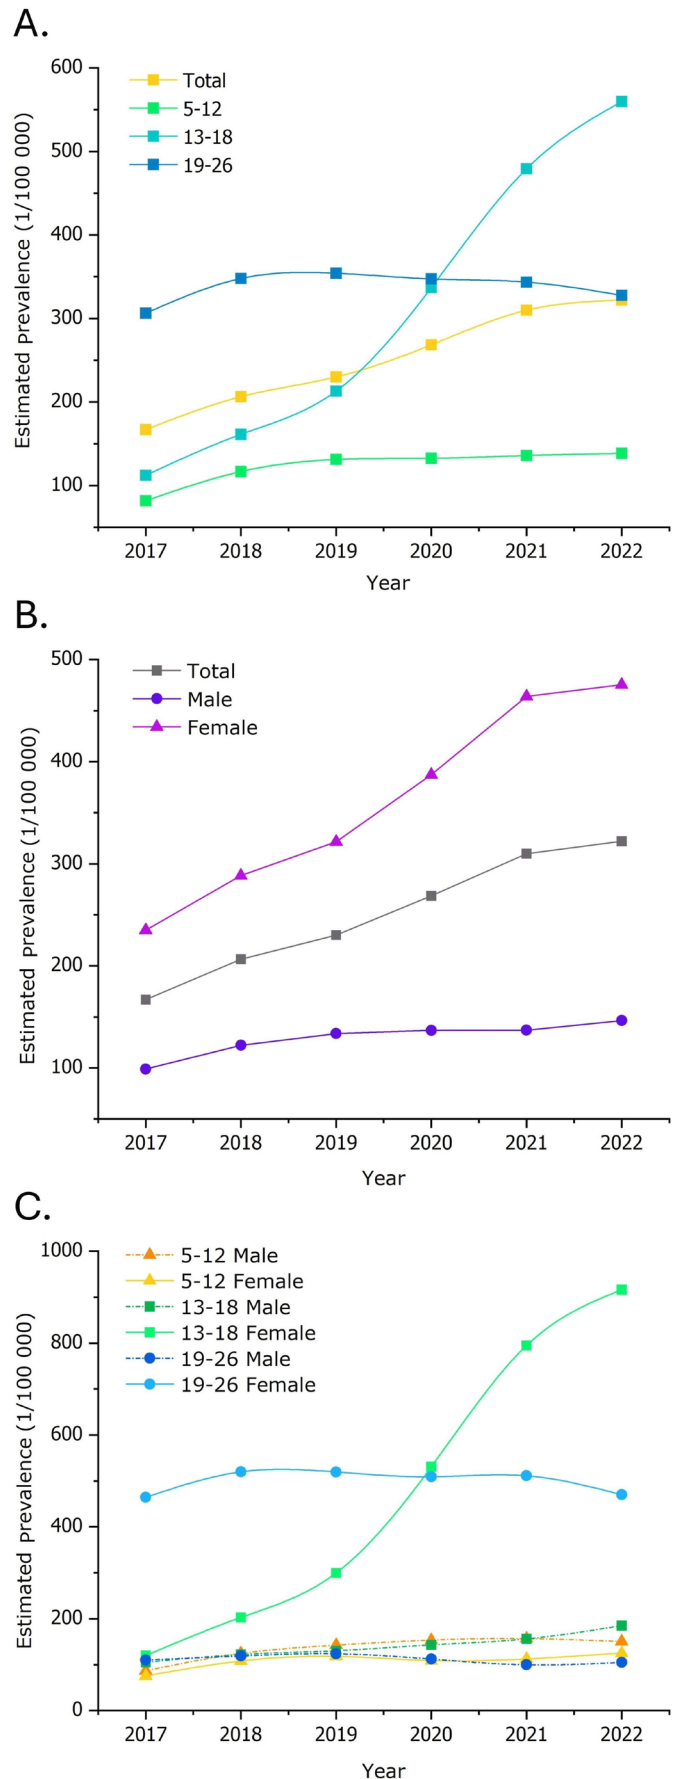 A.
600
500
400
300
200
100
Estimated prevalence (1/100 000)
Total
5-12
13-18
19-26
2017 2018 2019 2020 2021 2022
Year
B.
500
400
300
200
100
Estimated prevalence (1/100 000)
Total
Male
Female
2017 2018 2019 2020 2021 2022
Year
C.
1000
800
600
400
200
0
Estimated prevalence (1/100 000)
5-12 Male
5-12 Female
13-18 Male
13-18 Female
19-26 Male
19-26 Female
2017 2018 2019 2020 2021 2022
Year